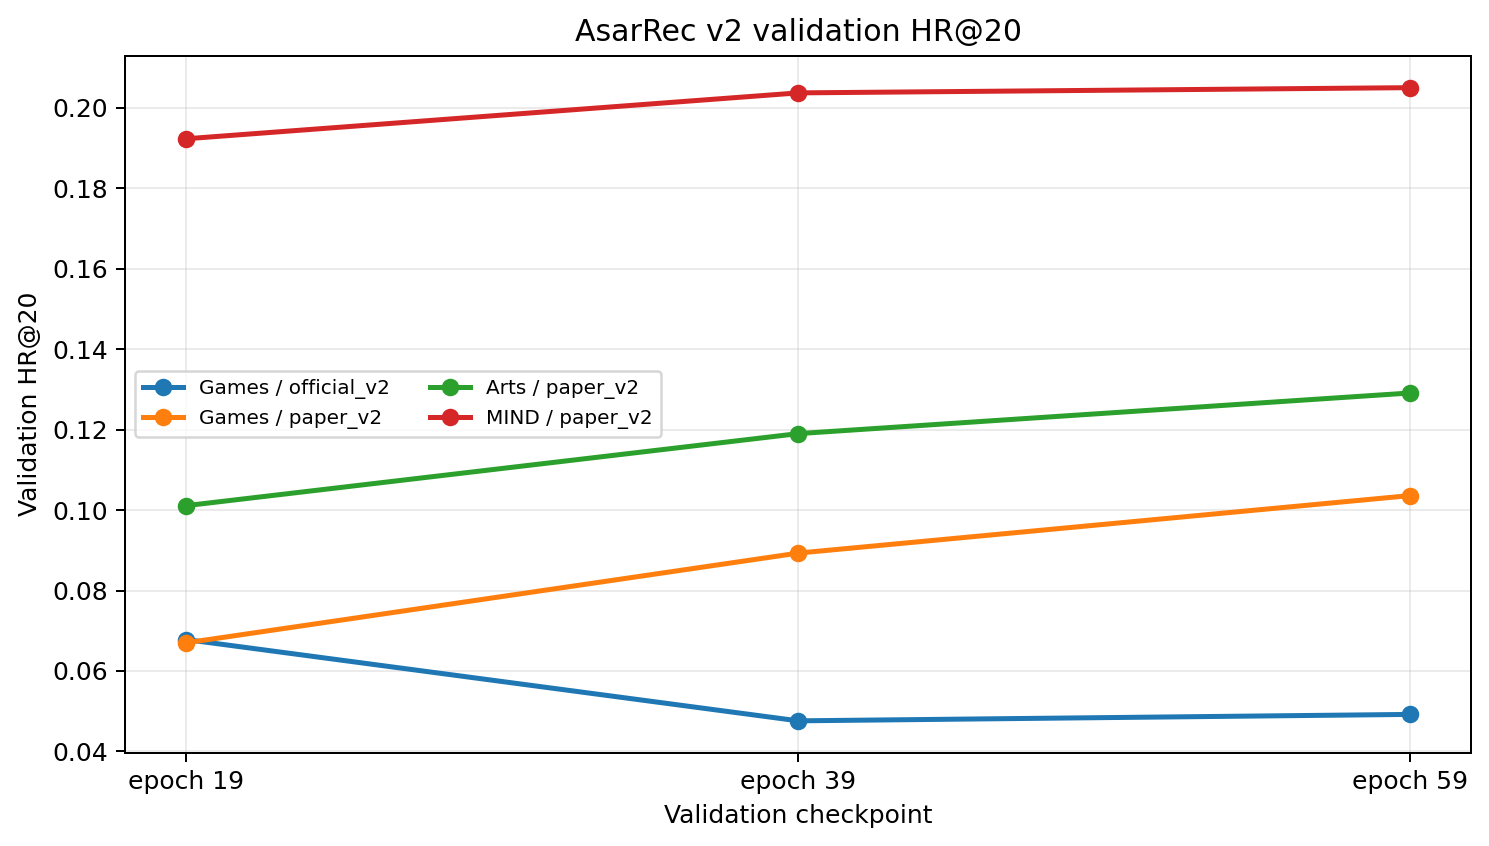 AsarRec v2 validation HR@20
Validation HR@20
0.20
0.18
0.16
0.14
0.12
0.10
0.08
0.06
0.04
Games / official_v2
Games / paper_v2
Arts / paper_v2
MIND / paper_v2
epoch 19
epoch 39
epoch 59
Validation checkpoint